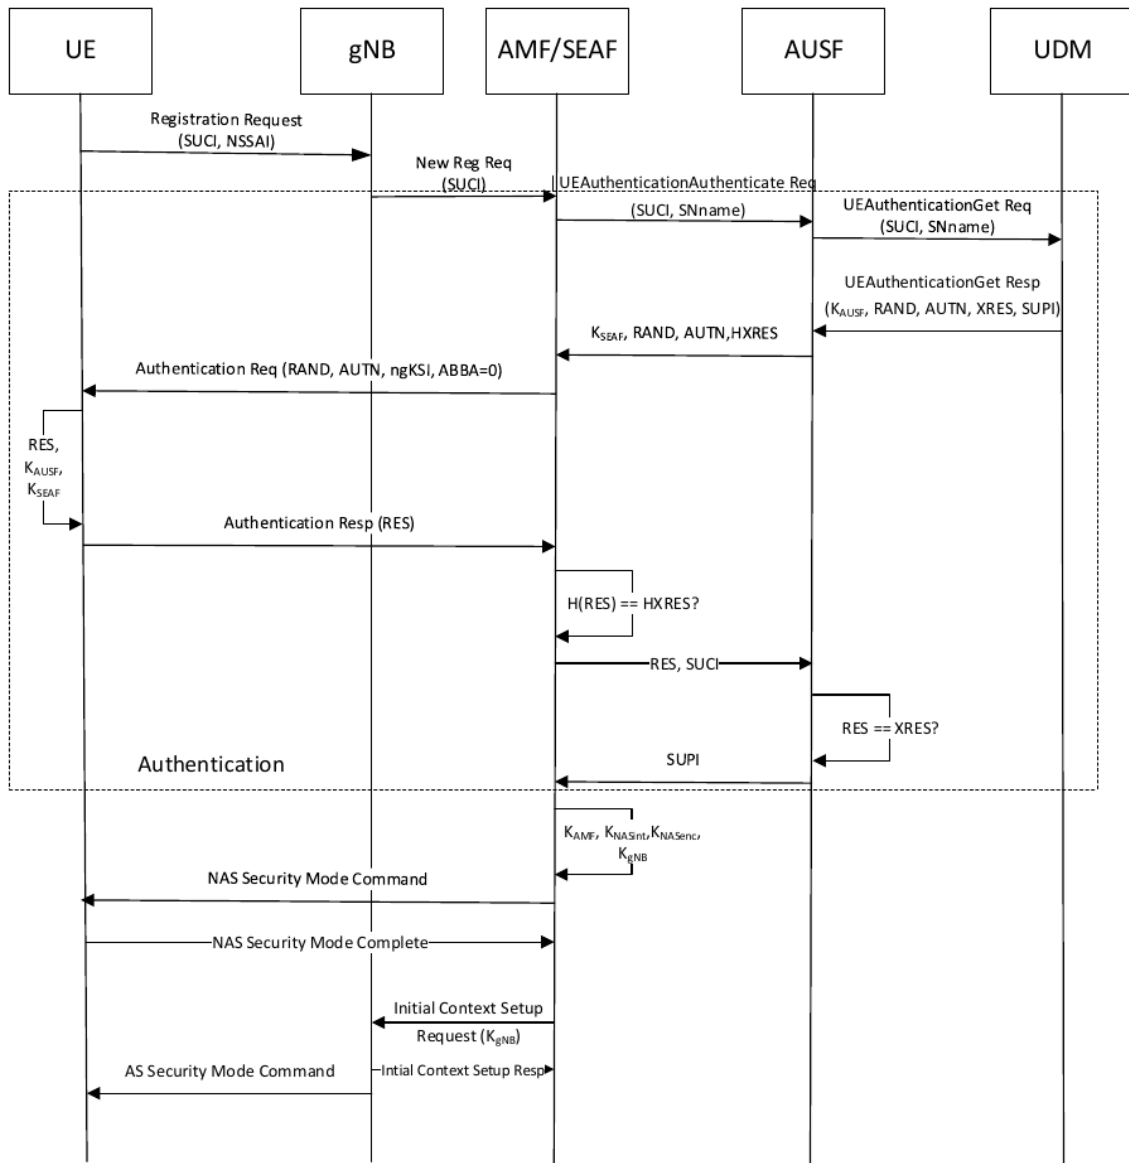 UE
gNB
AMF/SEAF
AUSF
UDM
Registration Request
(SUCI, NSSAI)
New Reg Req
(SUCI)
UEAuthenticationAuthenticate Req
(SUCI, SNname)
UEAuthenticationGet Req
(SUCI, SNname)
UEAuthenticationGet Resp
(KAUSF, RAND, AUTN, XRES, SUPI)
KSEAF, RAND, AUTN,HXRES
Authentication Req (RAND, AUTN, ngKSI, ABBA=0)
RES,
KAUSF,
KSEAF
Authentication Resp (RES)
H(RES) == HXRES?
RES, SUCI
RES == XRES?
SUPI
Authentication
KAMF, KNASint,KNASenc,
KgNB
NAS Security Mode Command
NAS Security Mode Complete
Initial Context Setup
Request (KgNB)
Intial Context Setup Resp
AS Security Mode Command